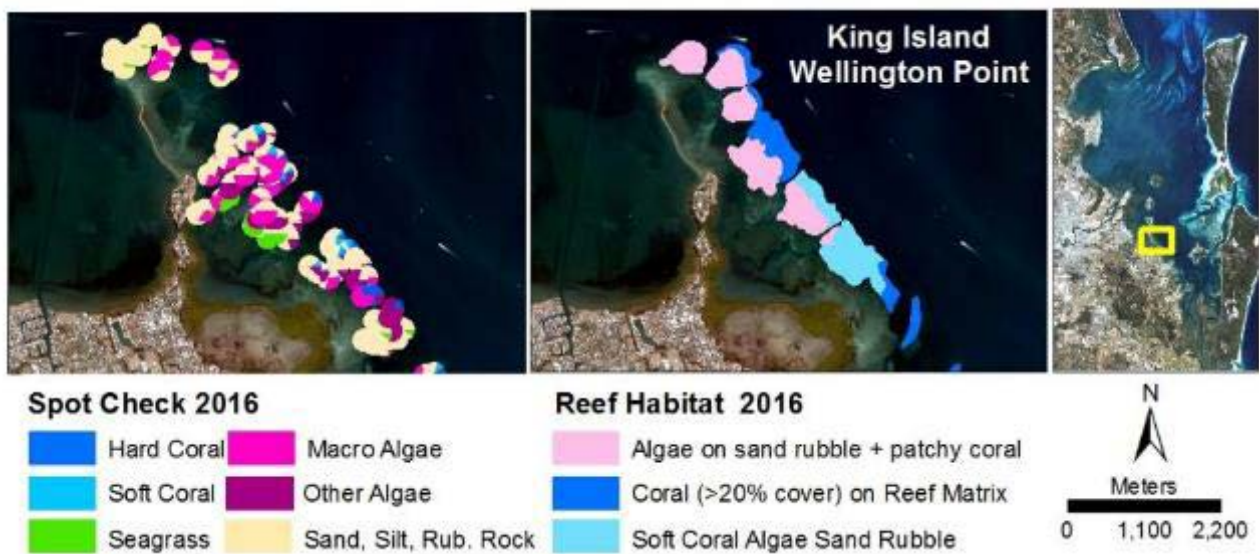 King Island
Wellington Point
Spot Check 2016
Hard Coral
Macro Algae
Soft Coral
Other Algae
Seagrass
Sand, Silt, Rub. Rock
Reef Habitat 2016
Algae on sand rubble + patchy coral
Coral (>20% cover) on Reef Matrix
Soft Coral Algae Sand Rubble
N
Meters
0 1,100 2,200